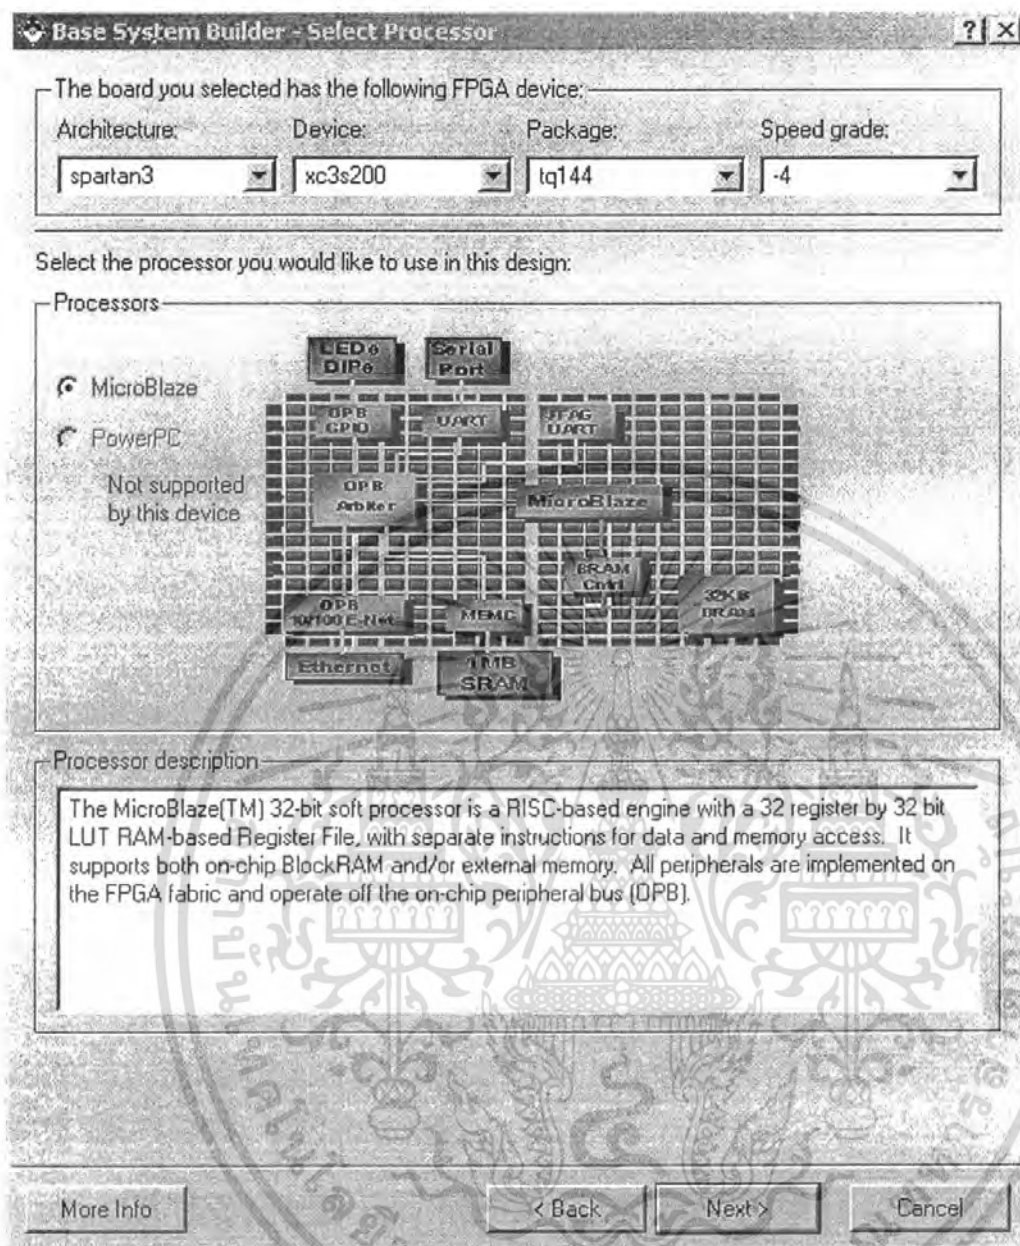 Base System Builder - Select Processor
The board you selected has the following FPGA device:
Architecture: Device: Package: Speed grade:
spartan3 xc3s200 tq144 -4
Select the processor you would like to use in this design:
Processors
MicroBlaze
PowerPC
Not supported
by this device
LEDs
DIPs
Serial
Port
OPB
GPIO
UART
JTAG
UART
OPB
Arbiter
MicroBlaze
BRAM
Cntrl
32KB
BRAM
OPB
10/100 E-Net
MEMC
Ethernet
1MB
SRAM
Processor description
The MicroBlaze(TM) 32-bit soft processor is a RISC-based engine with a 32 register by 32 bit
LUT RAM-based Register File, with separate instructions for data and memory access. It
supports both on-chip BlockRAM and/or external memory. All peripherals are implemented on
the FPGA fabric and operate off the on-chip peripheral bus (OPB).
More Info < Back Next > Cancel